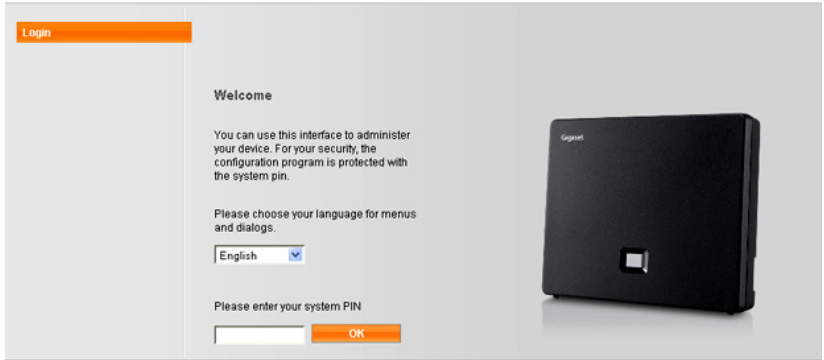 Login
Welcome
You can use this interface to administer
your device. For your security, the
configuration program is protected with
the system pin.
Please choose your language for menus
and dialogs.
English
Please enter your system PIN
OK
Gigaset